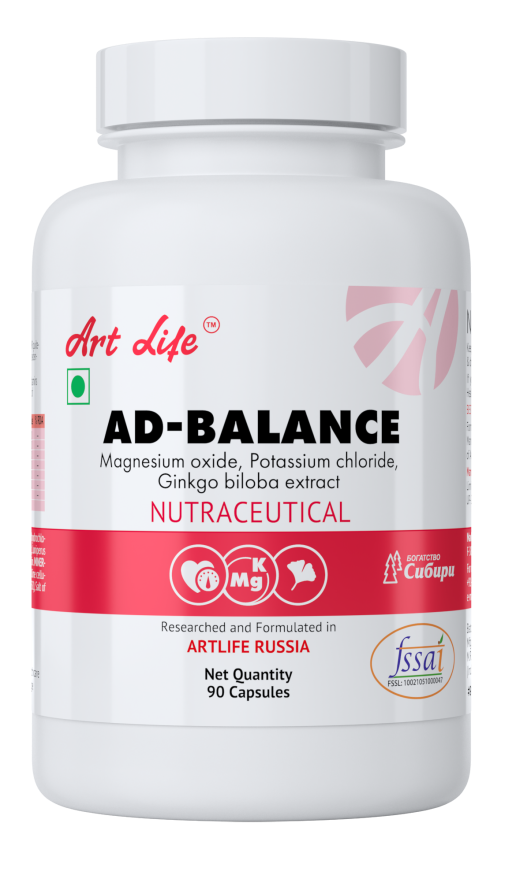 Art Life™
AD-BALANCE
Magnesium oxide, Potassium chloride,
Ginkgo biloba extract
NUTRACEUTICAL
K
Mg
БОГАТСТВО
Сибири
Researched and Formulated in
ARTLIFE RUSSIA
Net Quantity
90 Capsules
fssai
FSSL: 10021051000047